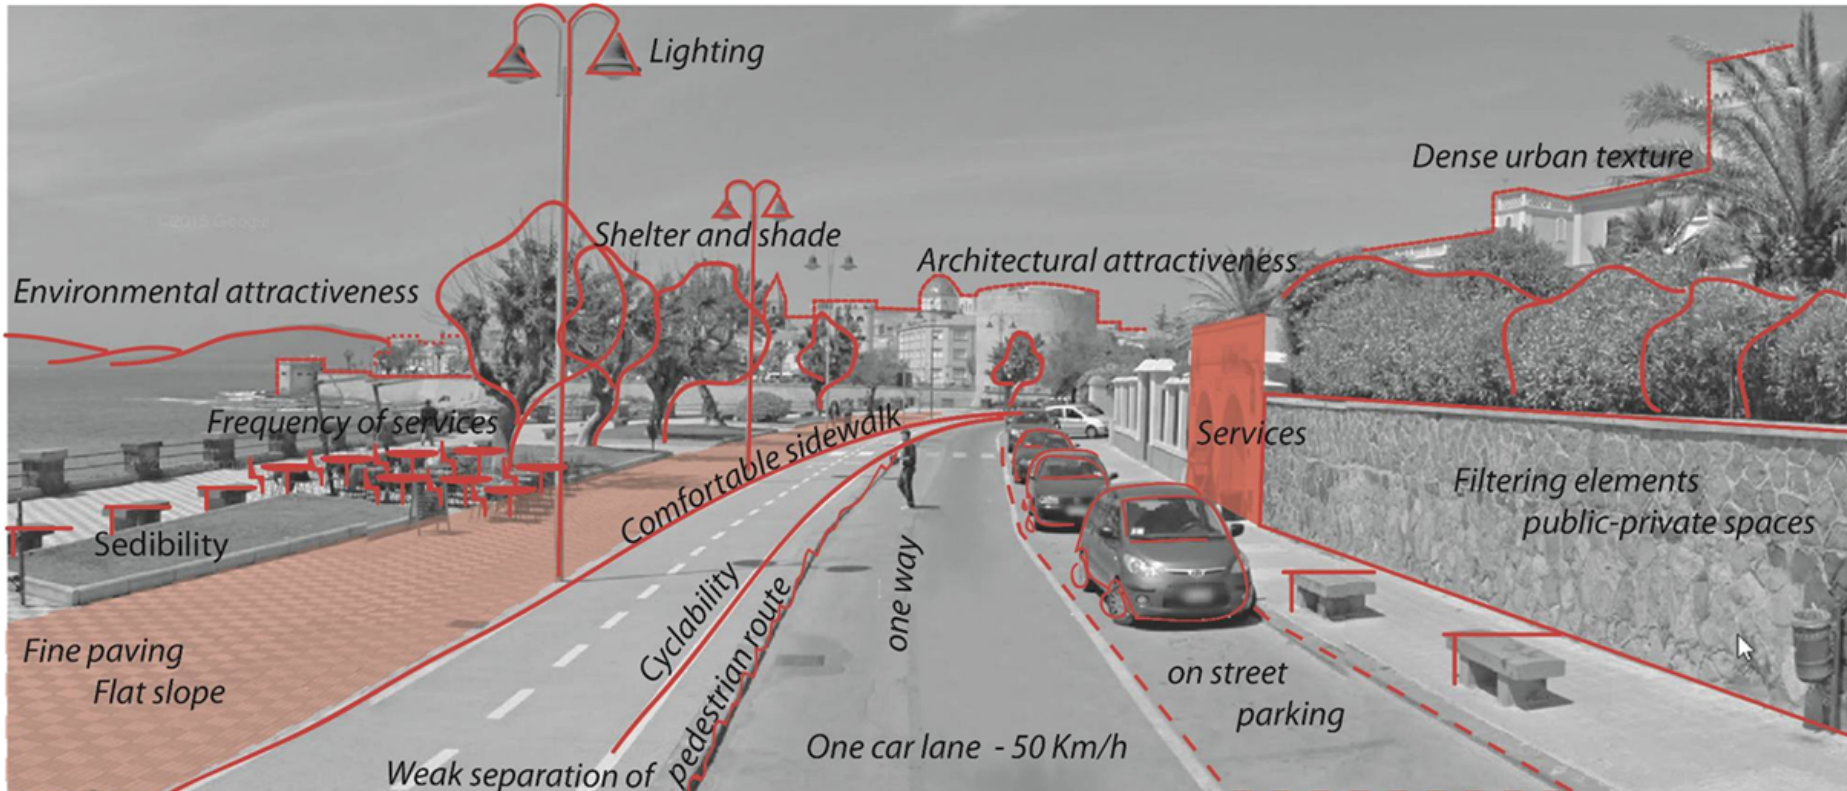 Lighting
Dense urban texture
©2015 Google
Shelter and shade
Architectural attractiveness
Environmental attractiveness
Frequency of services
Comfortable sidewalk
Services
Filtering elements
public-private spaces
Sedibility
Cyclability
one way
Fine paving
Flat slope
on street
parking
One car lane - 50 Km/h
Weak separation of
pedestrian route